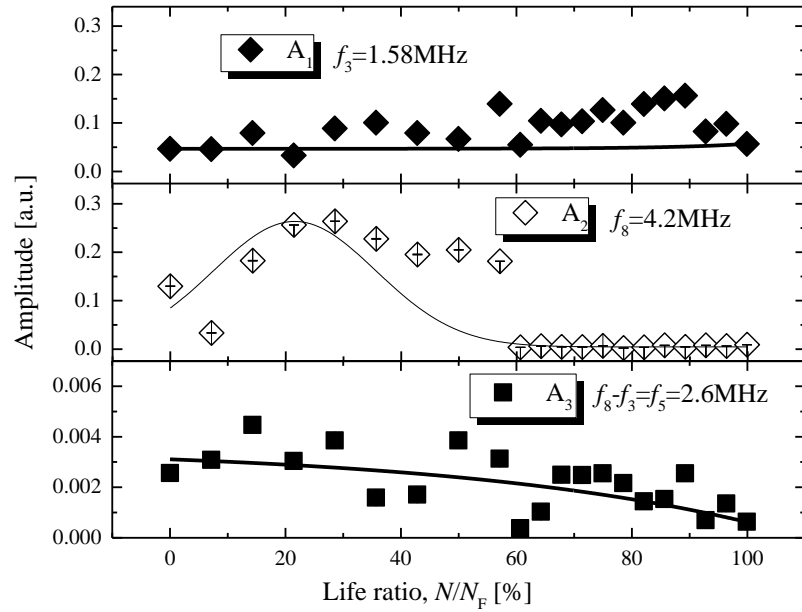 Amplitude [a.u.]
0.3
A1 f3=1.58MHz
0.2
0.1
0.0
0.3
A2 f8=4.2MHz
0.2
0.1
0.0
0.006
A3 f8-f3=f5=2.6MHz
0.004
0.002
0.000
0 20 40 60 80 100
Life ratio, N/NF [%]